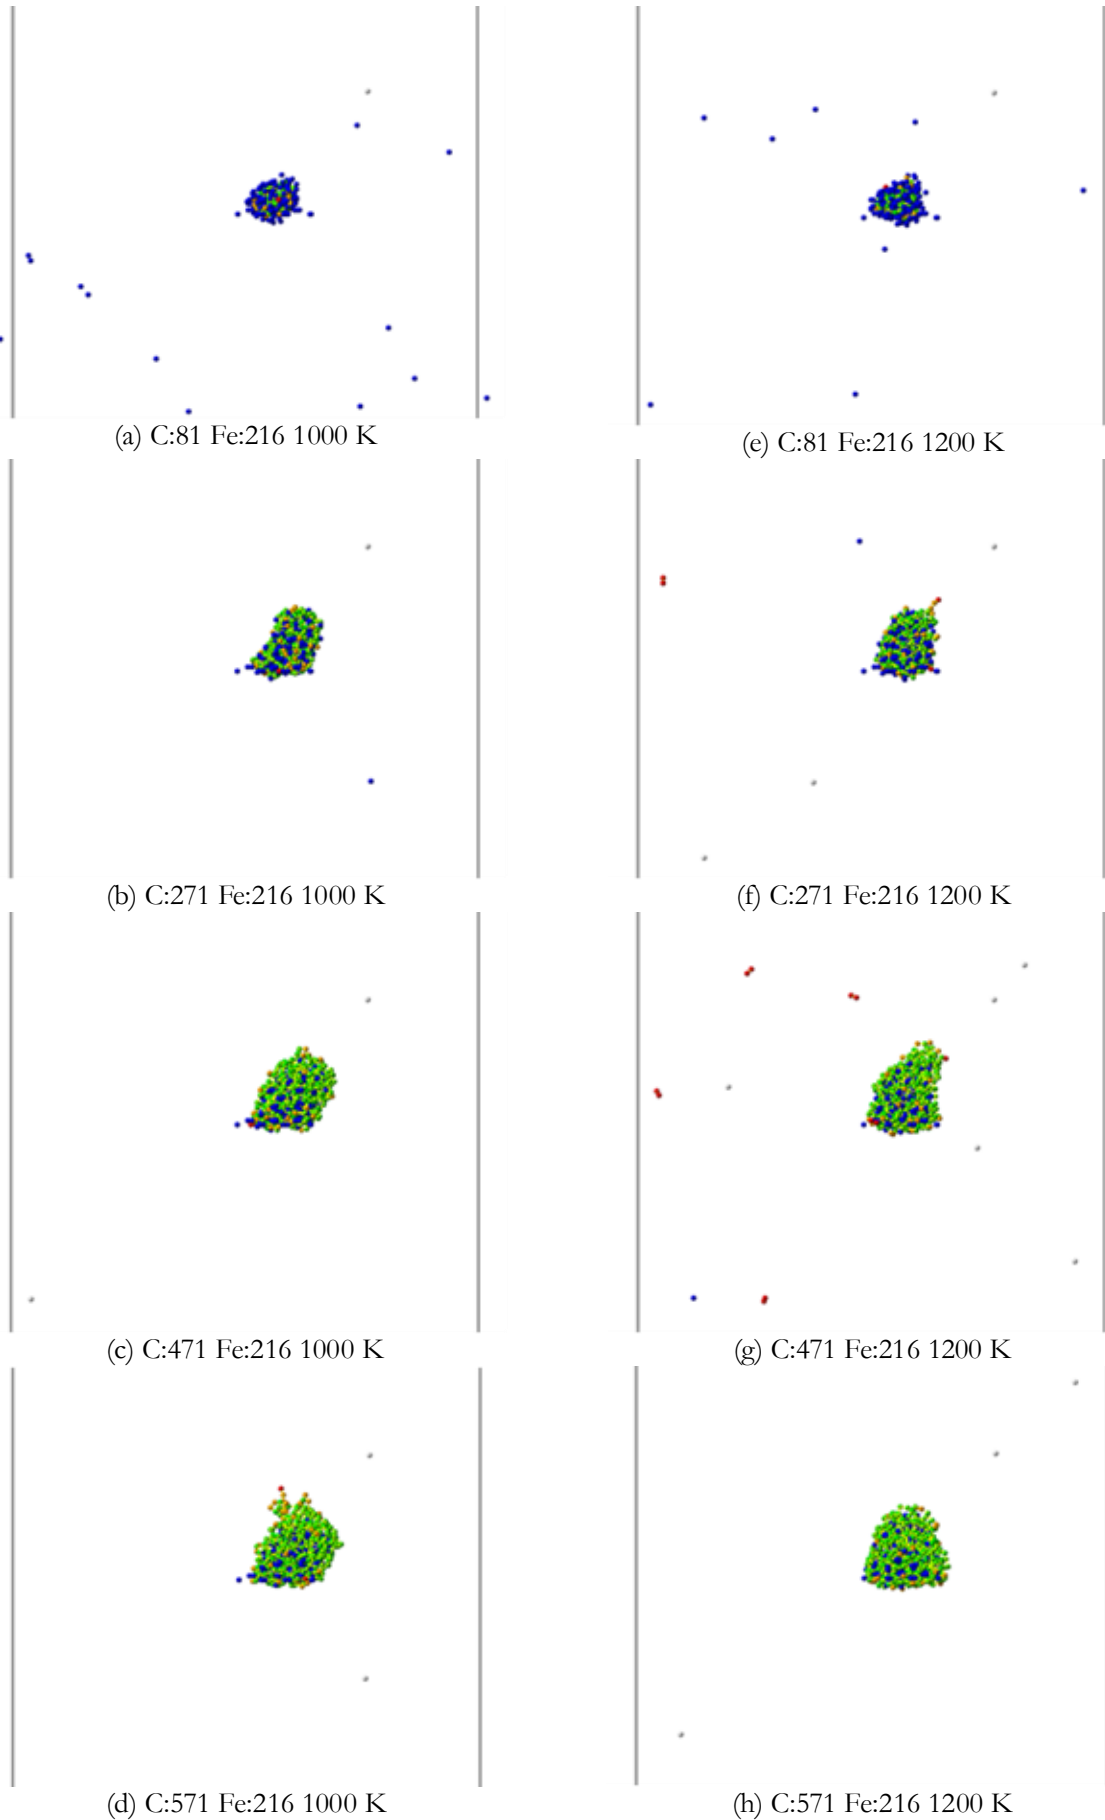 (a) C:81 Fe:216 1000 K
(e) C:81 Fe:216 1200 K
(b) C:271 Fe:216 1000 K
(f) C:271 Fe:216 1200 K
(c) C:471 Fe:216 1000 K
(g) C:471 Fe:216 1200 K
(d) C:571 Fe:216 1000 K
(h) C:571 Fe:216 1200 K